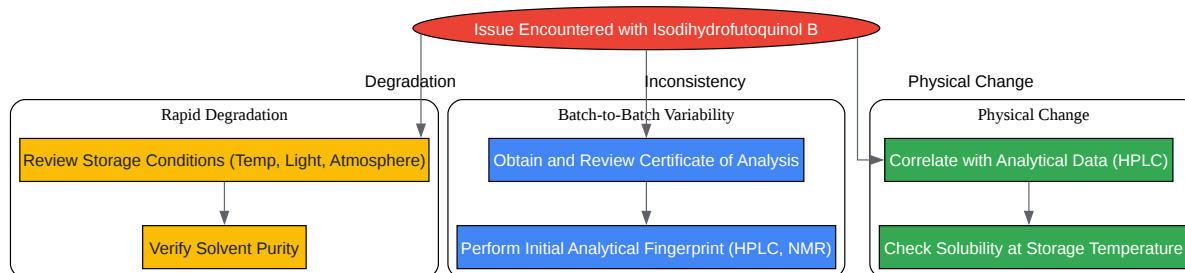 Issue Encountered with Isodihydrofutoquinol B
Degradation
Inconsistency
Physical Change
Rapid Degradation
Batch-to-Batch Variability
Physical Change
Review Storage Conditions (Temp, Light, Atmosphere)
Obtain and Review Certificate of Analysis
Correlate with Analytical Data (HPLC)
Verify Solvent Purity
Perform Initial Analytical Fingerprint (HPLC, NMR)
Check Solubility at Storage Temperature